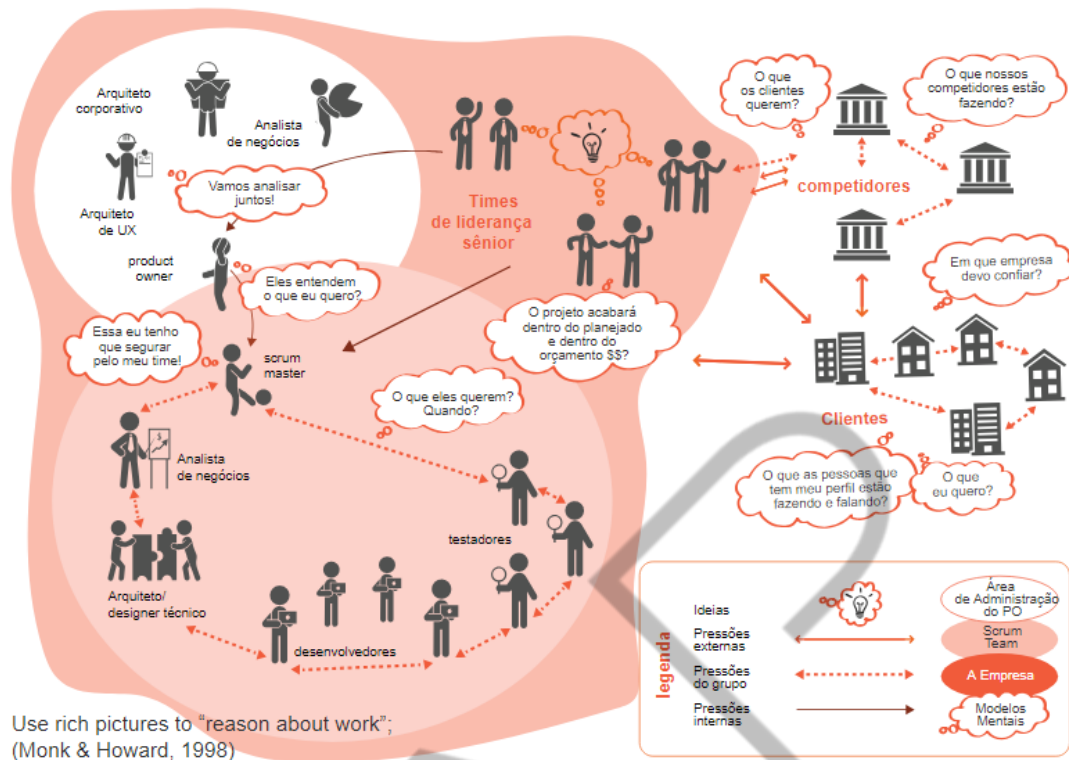 Arquiteto
corporativo
Analista
de negócios
Arquiteto
de UX
Vamos analisar
juntos!
product
owner
Eles entendem
o que eu quero?
Essa eu tenho
que segurar
pelo meu time!
scrum
master
Times
de liderança
sênior
O projeto acabará
dentro do planejado
e dentro do
orçamento $$?
O que eles querem?
Quando?
Analista
de negócios
testadores
Arquiteto/
designer técnico
desenvolvedores
O que
os clientes
querem?
O que nossos
competidores estão
fazendo?
competidores
Em que empresa
devo confiar?
Clientes
O que as pessoas que
tem meu perfil estão
fazendo e falando?
O que
eu quero?
legenda
Ideias
Pressões
externas
Pressões
do grupo
Pressões
internas
Área
de Administração
do PO
Scrum
Team
A Empresa
Modelos
Mentais
Use rich pictures to “reason about work”;
(Monk & Howard, 1998)